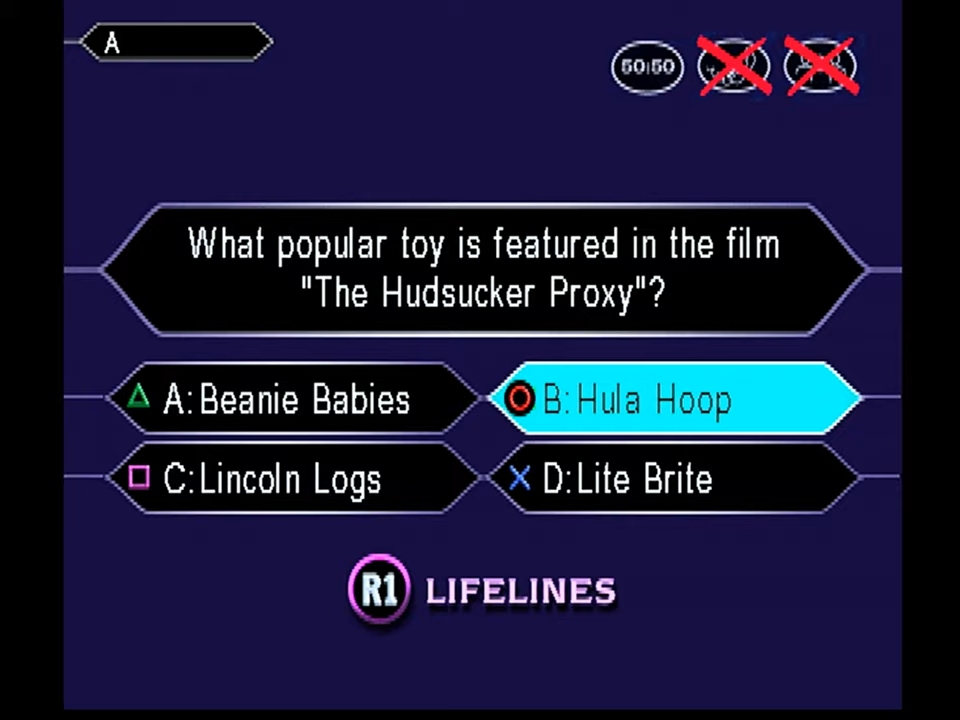 A
50:50
What popular toy is featured in the film
"The Hudsucker Proxy"?
A: Beanie Babies
B: Hula Hoop
C: Lincoln Logs
D: Lite Brite
R1 LIFELINES